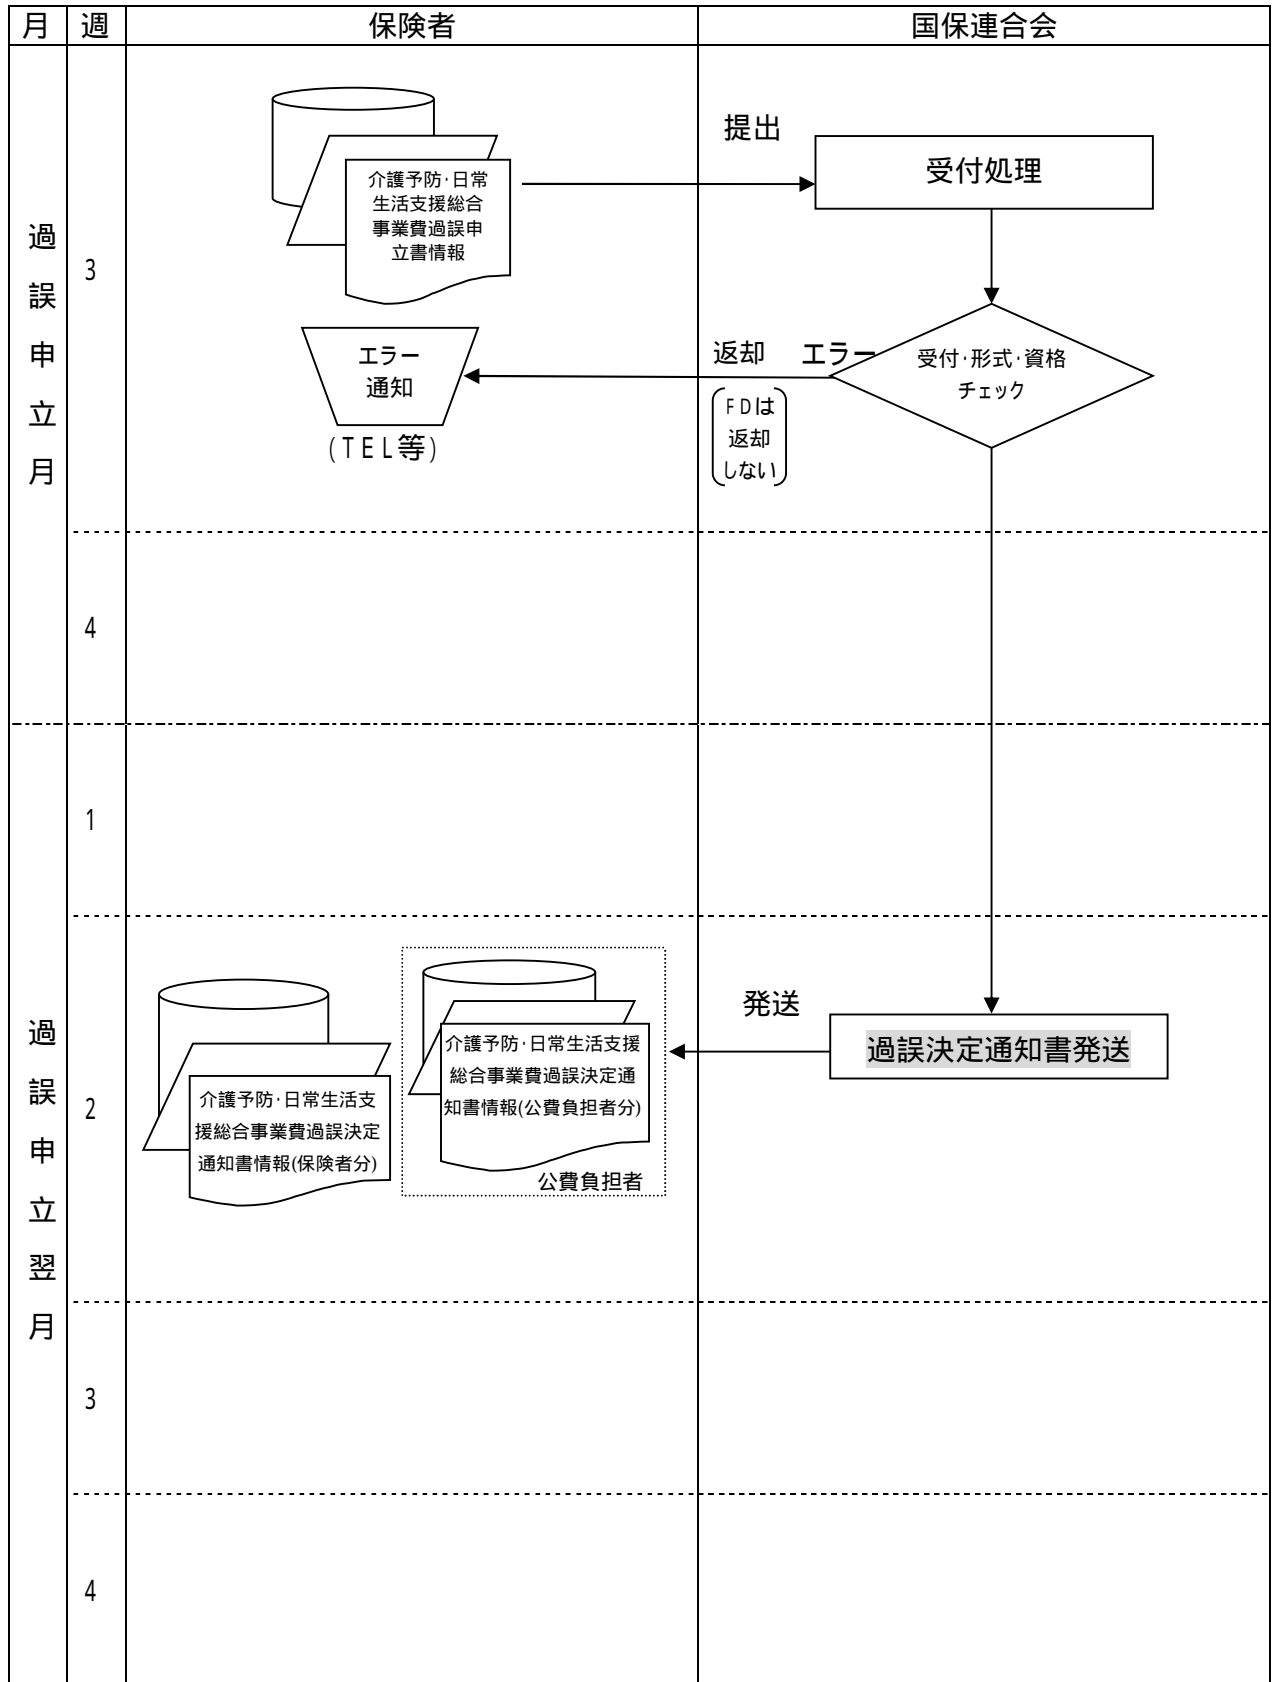 月 週 保険者 国保連合会
過誤申立月
3
介護予防・日常
生活支援総合
事業費過誤申
立書情報
提出
受付処理
エラー
通知
(TEL等)
返却 エラー
FDは
返却
しない
受付・形式・資格
チェック
4
過誤申立翌月
1
2
介護予防・日常生活支
援総合事業費過誤決定
通知書情報(保険者分)
介護予防・日常生活支援
総合事業費過誤決定通
知書情報(公費負担者分)
公費負担者
発送
過誤決定通知書発送
3
4